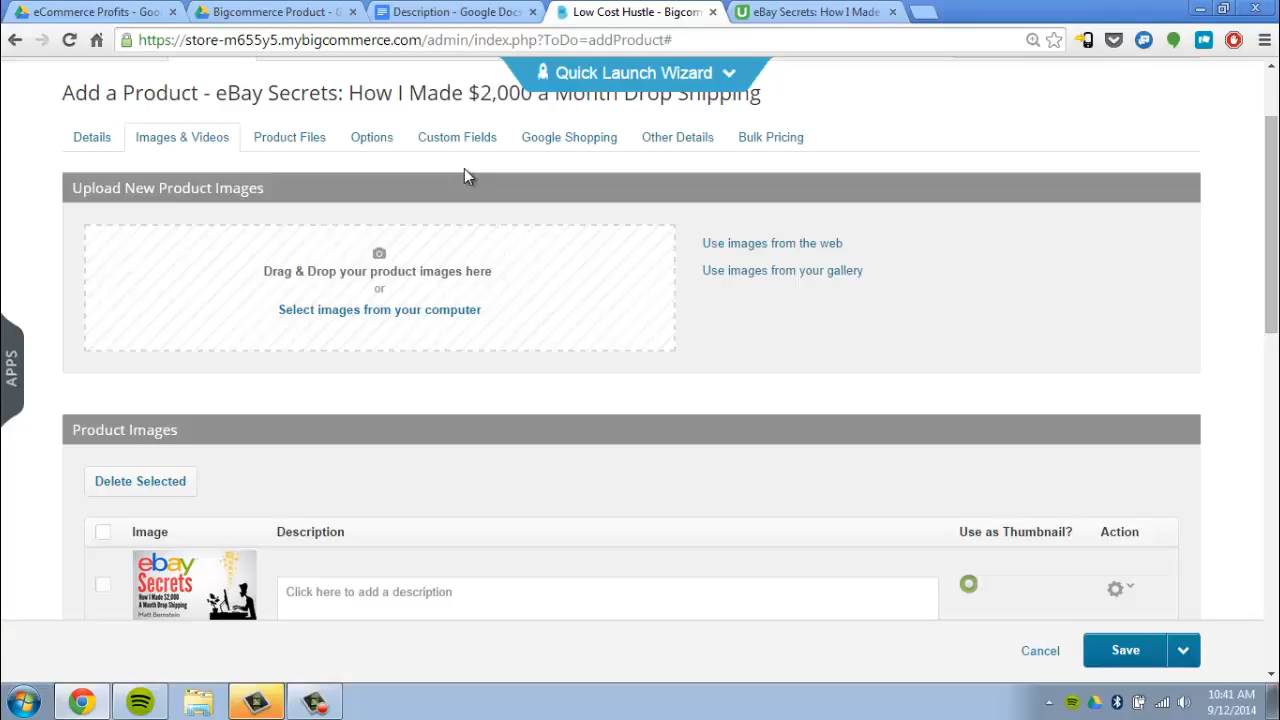 eCommerce Profits - Goo
Bigcommerce Product - G
Description - Google Docs
Low Cost Hustle - Bigcom
eBay Secrets: How I Made
https://store-m655y5.mybigcommerce.com/admin/index.php?ToDo=addProduct#
Quick Launch Wizard
Add a Product - eBay Secrets: How I Made $2,000 a Month Drop Shipping
Details
Images & Videos
Product Files
Options
Custom Fields
Google Shopping
Other Details
Bulk Pricing
Upload New Product Images
Drag & Drop your product images here
or
Select images from your computer
Use images from the web
Use images from your gallery
APPS
Product Images
Delete Selected
Image
Description
Use as Thumbnail?
Action
ebay
Secrets
How I Made $2,000
A Month Drop Shipping
Matt Bernstein
Click here to add a description
Cancel
Save
10:41 AM
9/12/2014